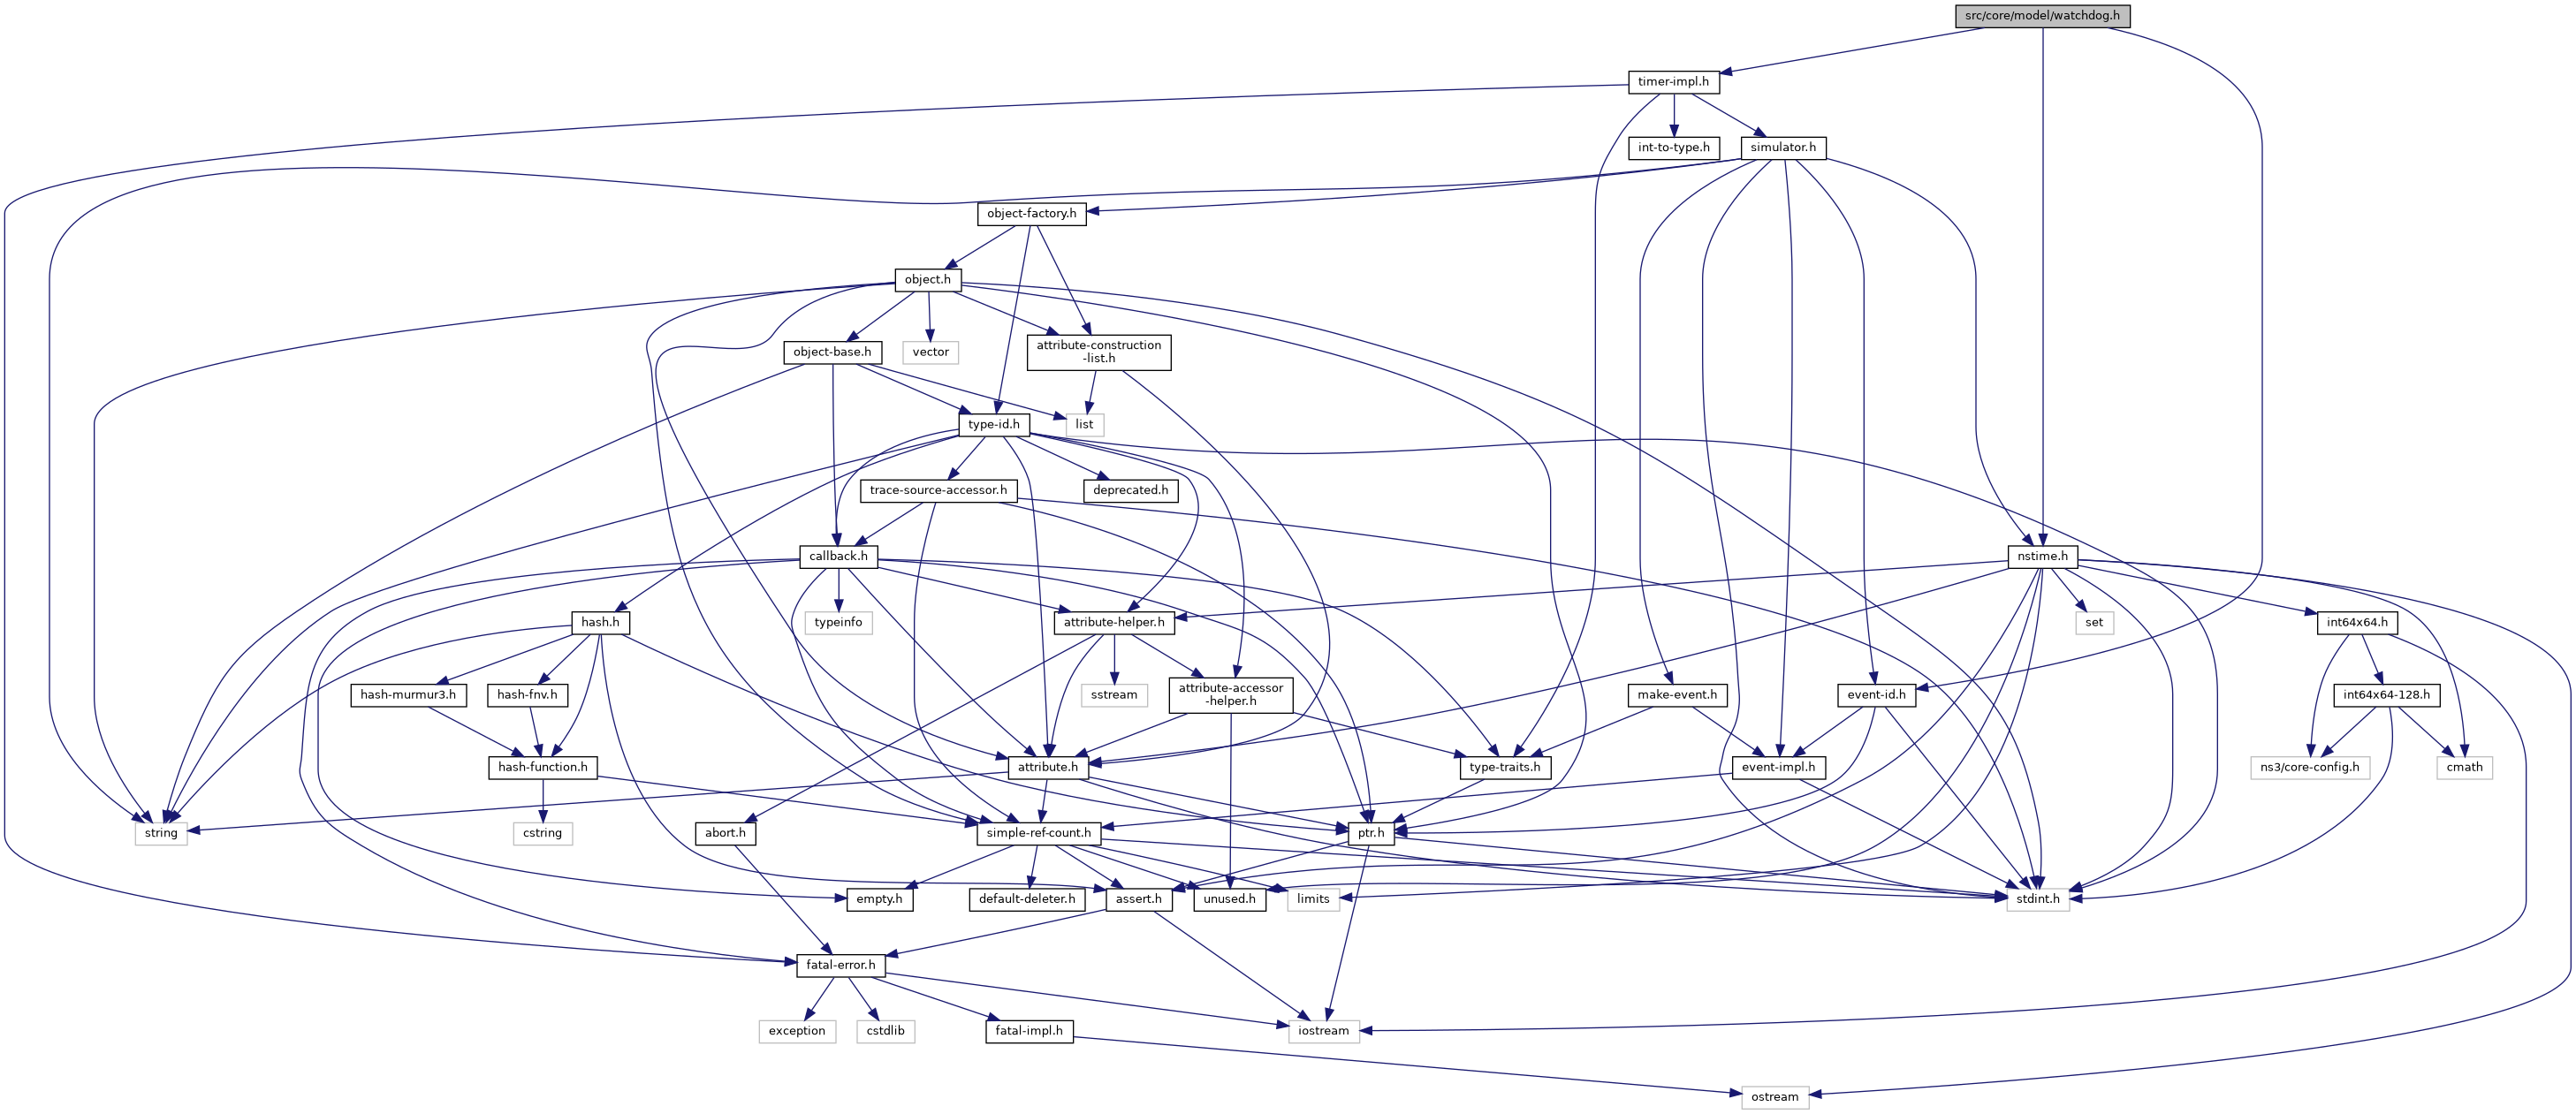 src/core/model/watchdog.h
timer-impl.h
int-to-type.h
simulator.h
object-factory.h
object.h
object-base.h
vector
attribute-construction
-list.h
type-id.h
list
trace-source-accessor.h
deprecated.h
callback.h
nstime.h
hash.h
typeinfo
attribute-helper.h
set
int64x64.h
hash-murmur3.h
hash-fnv.h
sstream
attribute-accessor
-helper.h
make-event.h
event-id.h
int64x64-128.h
hash-function.h
attribute.h
type-traits.h
event-impl.h
ns3/core-config.h
cmath
string
cstring
abort.h
simple-ref-count.h
ptr.h
empty.h
default-deleter.h
assert.h
unused.h
limits
stdint.h
fatal-error.h
exception
cstdlib
fatal-impl.h
iostream
ostream